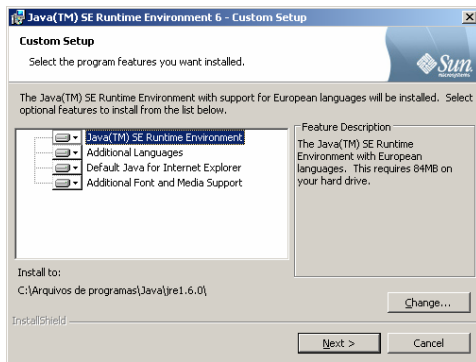 Java(TM) SE Runtime Environment 6 - Custom Setup
Custom Setup
Select the program features you want installed.
Sun
microsystems
The Java(TM) SE Runtime Environment with support for European languages will be installed. Select
optional features to install from the list below.
Java(TM) SE Runtime Environment
Additional Languages
Default Java for Internet Explorer
Additional Font and Media Support
Feature Description
The Java(TM) SE Runtime
Environment with European
languages. This requires 84MB on
your hard drive.
Install to:
C:\Arquivos de programas\Java\jre1.6.0\
Change...
InstallShield
Next >
Cancel